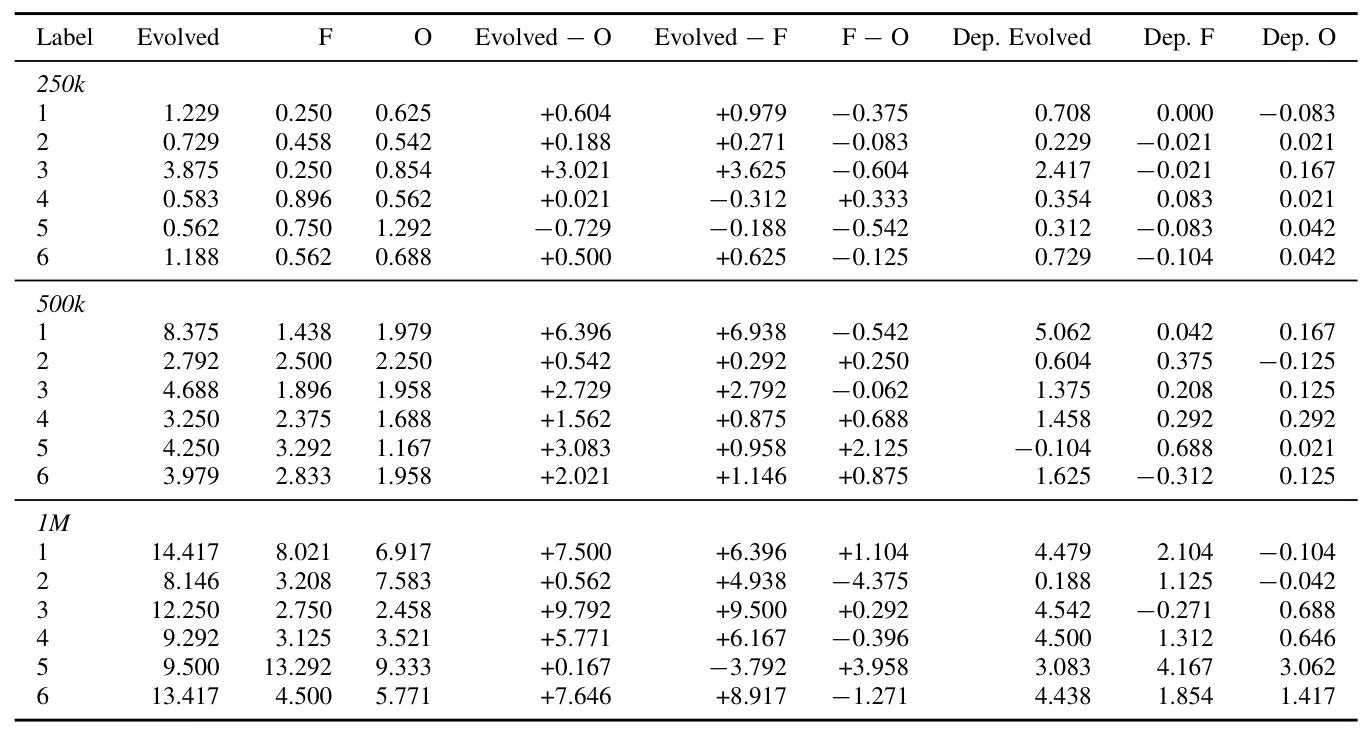 Label Evolved F O Evolved − O Evolved − F F − O Dep. Evolved Dep. F Dep. O
250k
1 1.229 0.250 0.625 +0.604 +0.979 −0.375 0.708 0.000 −0.083
2 0.729 0.458 0.542 +0.188 +0.271 −0.083 0.229 −0.021 0.021
3 3.875 0.250 0.854 +3.021 +3.625 −0.604 2.417 −0.021 0.167
4 0.583 0.896 0.562 +0.021 −0.312 +0.333 0.354 0.083 0.021
5 0.562 0.750 1.292 −0.729 −0.188 −0.542 0.312 −0.083 0.042
6 1.188 0.562 0.688 +0.500 +0.625 −0.125 0.729 −0.104 0.042
500k
1 8.375 1.438 1.979 +6.396 +6.938 −0.542 5.062 0.042 0.167
2 2.792 2.500 2.250 +0.542 +0.292 +0.250 0.604 0.375 −0.125
3 4.688 1.896 1.958 +2.729 +2.792 −0.062 1.375 0.208 0.125
4 3.250 2.375 1.688 +1.562 +0.875 +0.688 1.458 0.292 0.292
5 4.250 3.292 1.167 +3.083 +0.958 +2.125 −0.104 0.688 0.021
6 3.979 2.833 1.958 +2.021 +1.146 +0.875 1.625 −0.312 0.125
1M
1 14.417 8.021 6.917 +7.500 +6.396 +1.104 4.479 2.104 −0.104
2 8.146 3.208 7.583 +0.562 +4.938 −4.375 0.188 1.125 −0.042
3 12.250 2.750 2.458 +9.792 +9.500 +0.292 4.542 −0.271 0.688
4 9.292 3.125 3.521 +5.771 +6.167 −0.396 4.500 1.312 0.646
5 9.500 13.292 9.333 +0.167 −3.792 +3.958 3.083 4.167 3.062
6 13.417 4.500 5.771 +7.646 +8.917 −1.271 4.438 1.854 1.417